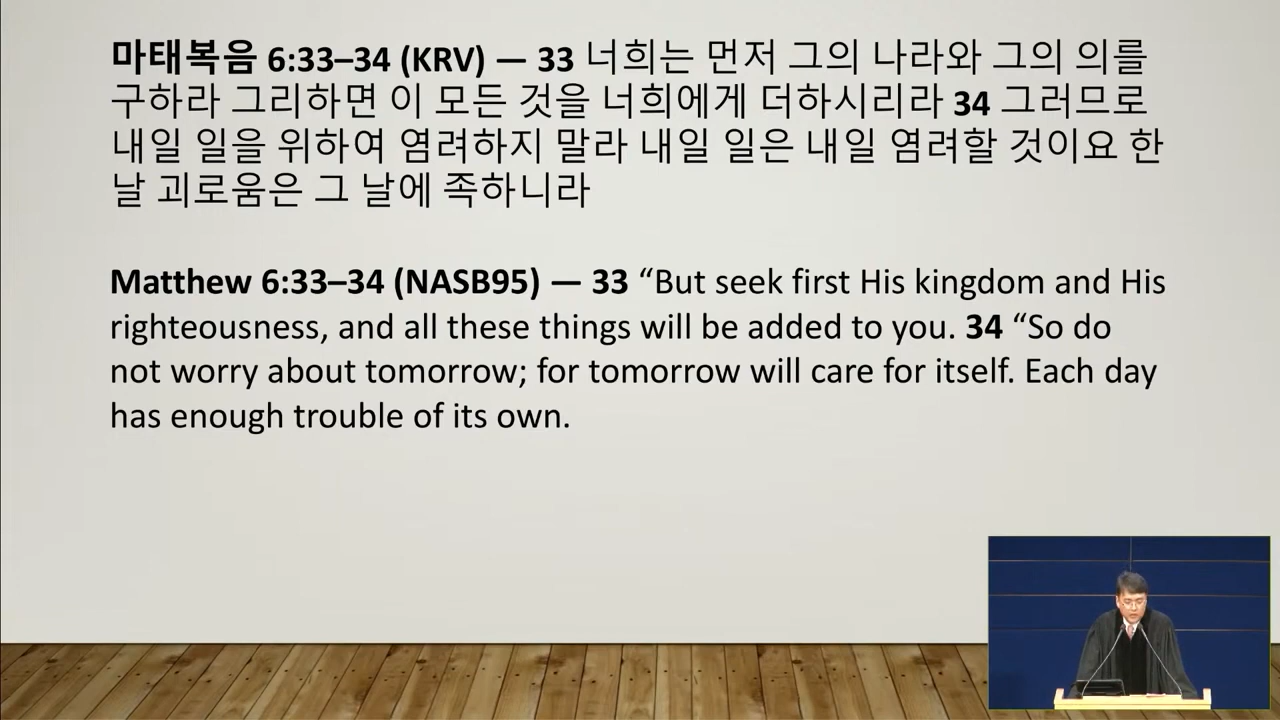 마태복음 6:33–34 (KRV) — 33 너희는 먼저 그의 나라와 그의 의를
구하라 그리하면 이 모든 것을 너희에게 더하시리라 34 그러므로
내일 일을 위하여 염려하지 말라 내일 일은 내일 염려할 것이요 한
날 괴로움은 그 날에 족하니라
Matthew 6:33–34 (NASB95) — 33 “But seek first His kingdom and His
righteousness, and all these things will be added to you. 34 “So do
not worry about tomorrow; for tomorrow will care for itself. Each day
has enough trouble of its own.